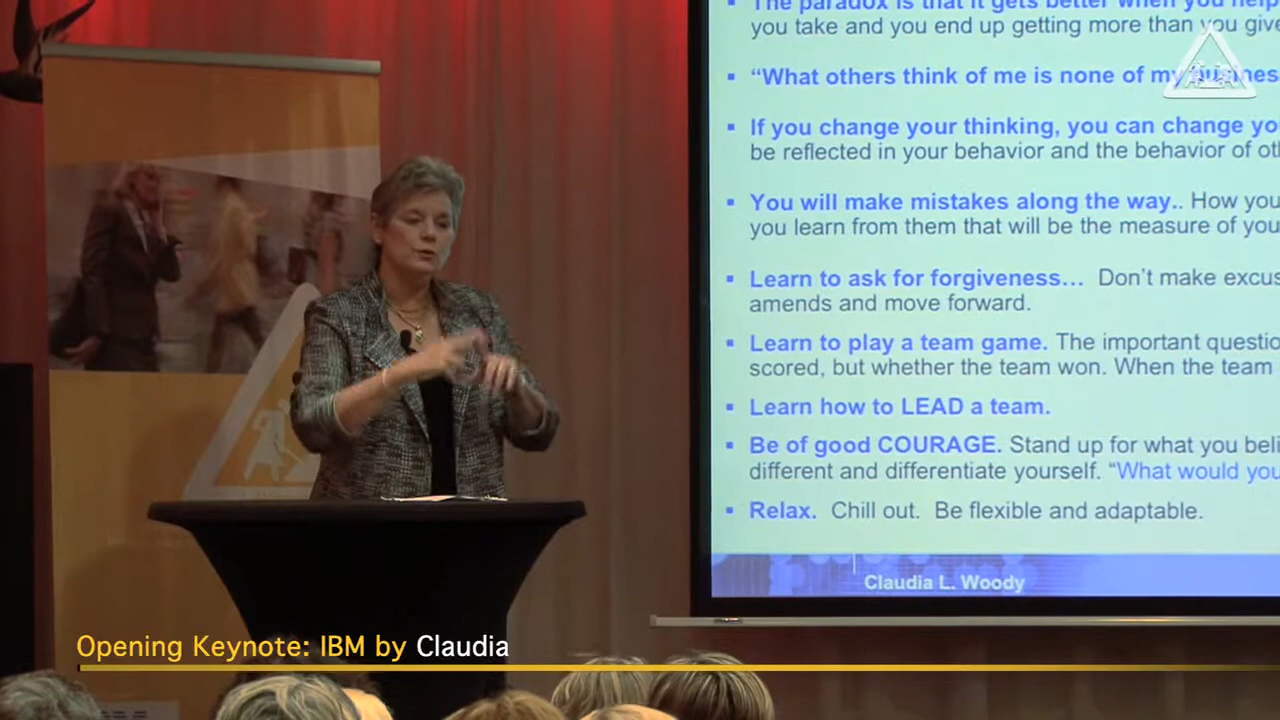 The paradox is that it gets better when you help
you take and you end up getting more than you give
“What others think of me is none of my
If you change your thinking, you can change yo
be reflected in your behavior and the behavior of ot
You will make mistakes along the way.. How you
you learn from them that will be the measure of you
Learn to ask for forgiveness… Don’t make excus
amends and move forward.
Learn to play a team game. The important questio
scored, but whether the team won. When the team
Learn how to LEAD a team.
Be of good COURAGE. Stand up for what you beli
different and differentiate yourself. “What would you
Relax. Chill out. Be flexible and adaptable.
Claudia L. Woody
Opening Keynote: IBM by Claudia